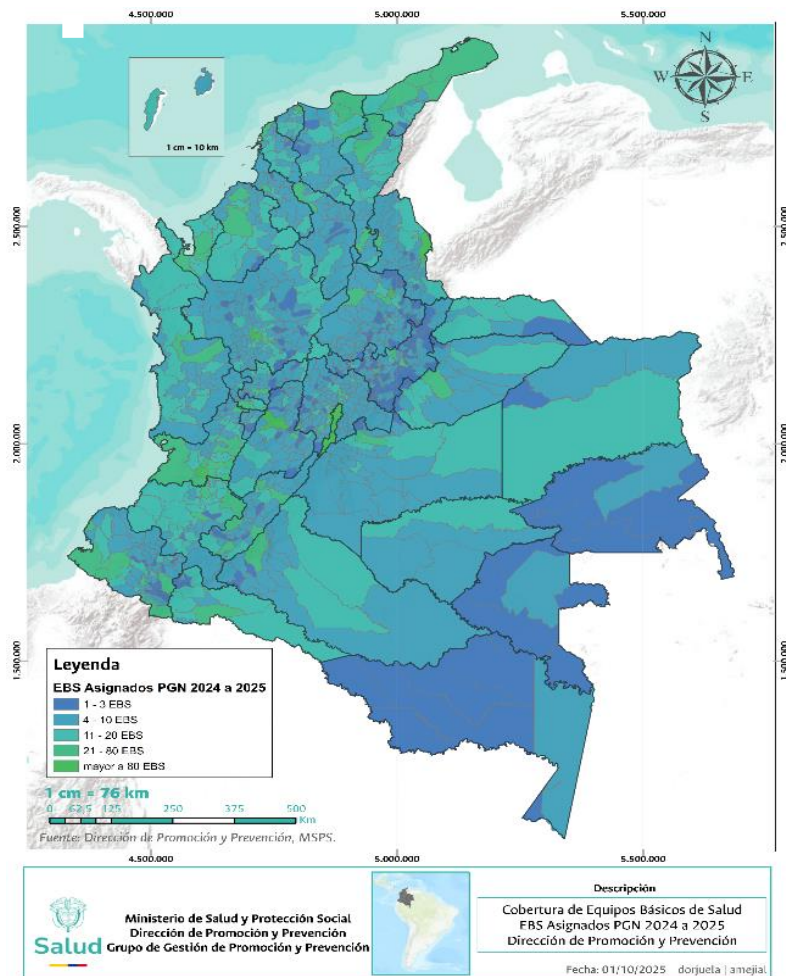 4.500.000 5.000.000 5.500.000
N
W E
S
1 cm = 10 km
2.500.000 2.500.000
2.000.000 2.000.000
1.500.000 1.500.000
Leyenda
EBS Asignados PGN 2024 a 2025
1 - 3 EBS
4 - 10 EBS
11 - 20 EBS
21 - 80 EBS
mayor a 80 EBS
1 cm = 76 km
0 62,5 125 250 375 500
Km
Fuente: Dirección de Promoción y Prevención, MSPS.
4.500.000 5.000.000 5.500.000
Salud
Ministerio de Salud y Protección Social
Dirección de Promoción y Prevención
Grupo de Gestión de Promoción y Prevención
Descripción
Cobertura de Equipos Básicos de Salud
EBS Asignados PGN 2024 a 2025
Dirección de Promoción y Prevención
Fecha: 01/10/2025 dorjuela | amejial